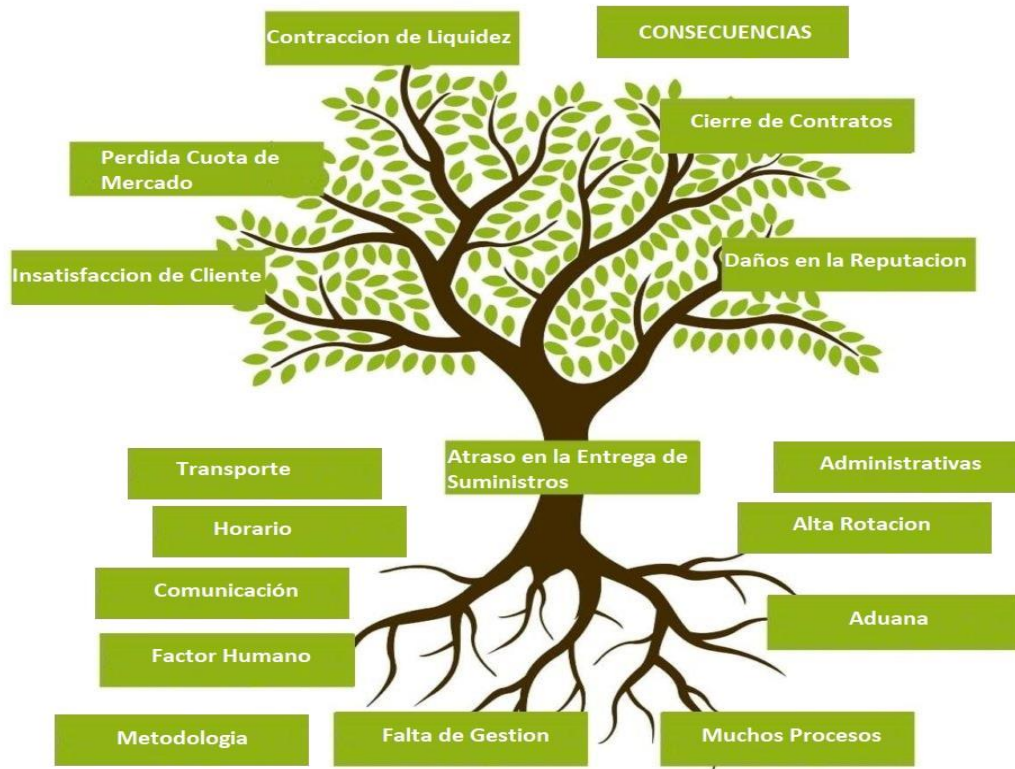 Contraccion de Liquidez
CONSECUENCIAS
Cierre de Contratos
Perdida Cuota de
Mercado
Insatisfaccion de Cliente
Daños en la Reputacion
Atraso en la Entrega de
Suministros
Transporte
Administrativas
Horario
Alta Rotacion
Comunicación
Aduana
Factor Humano
Metodologia
Falta de Gestion
Muchos Procesos